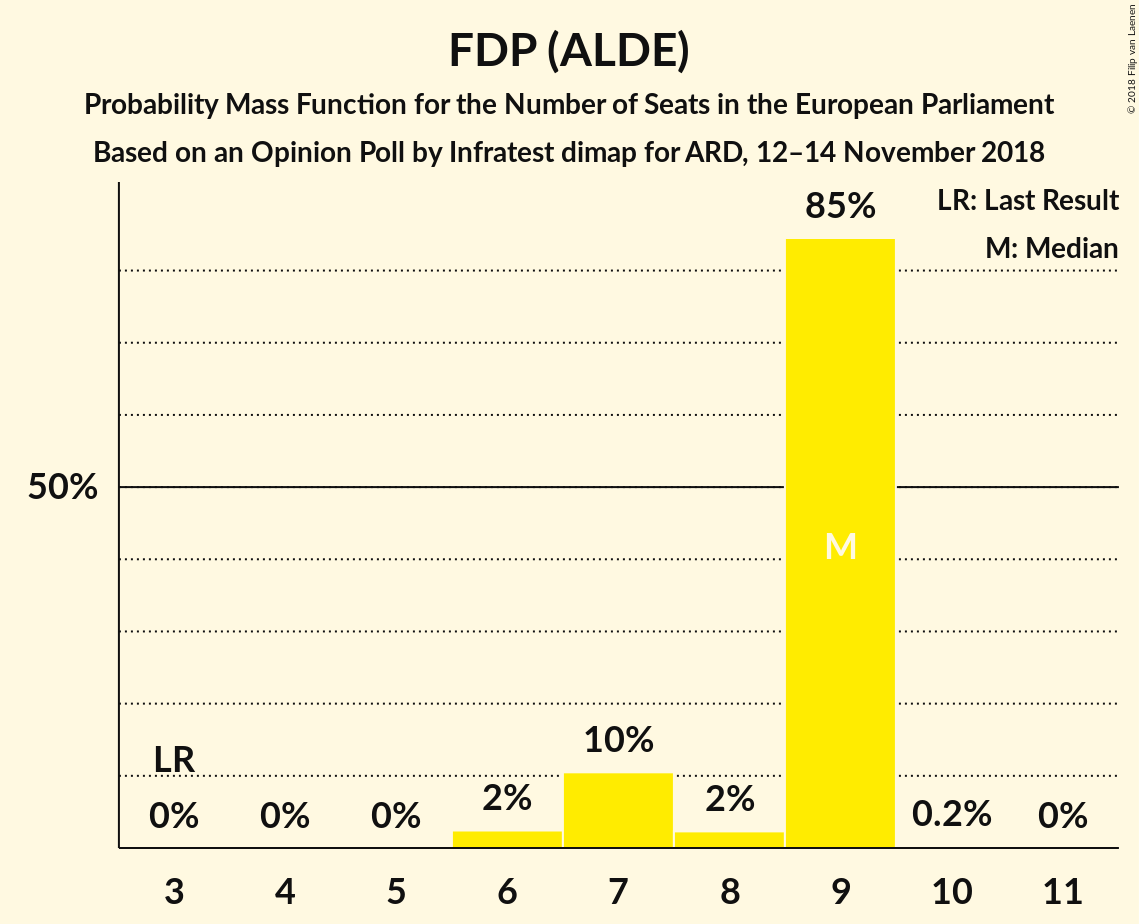 FDP (ALDE)
Probability Mass Function for the Number of Seats in the European Parliament
Based on an Opinion Poll by Infratest dimap for ARD, 12–14 November 2018
© 2018 Filip van Laenen
LR: Last Result
M: Median
85%
50%
M
LR
10%
0% 0% 0% 2% 2% 0.2% 0%
3 4 5 6 7 8 9 10 11